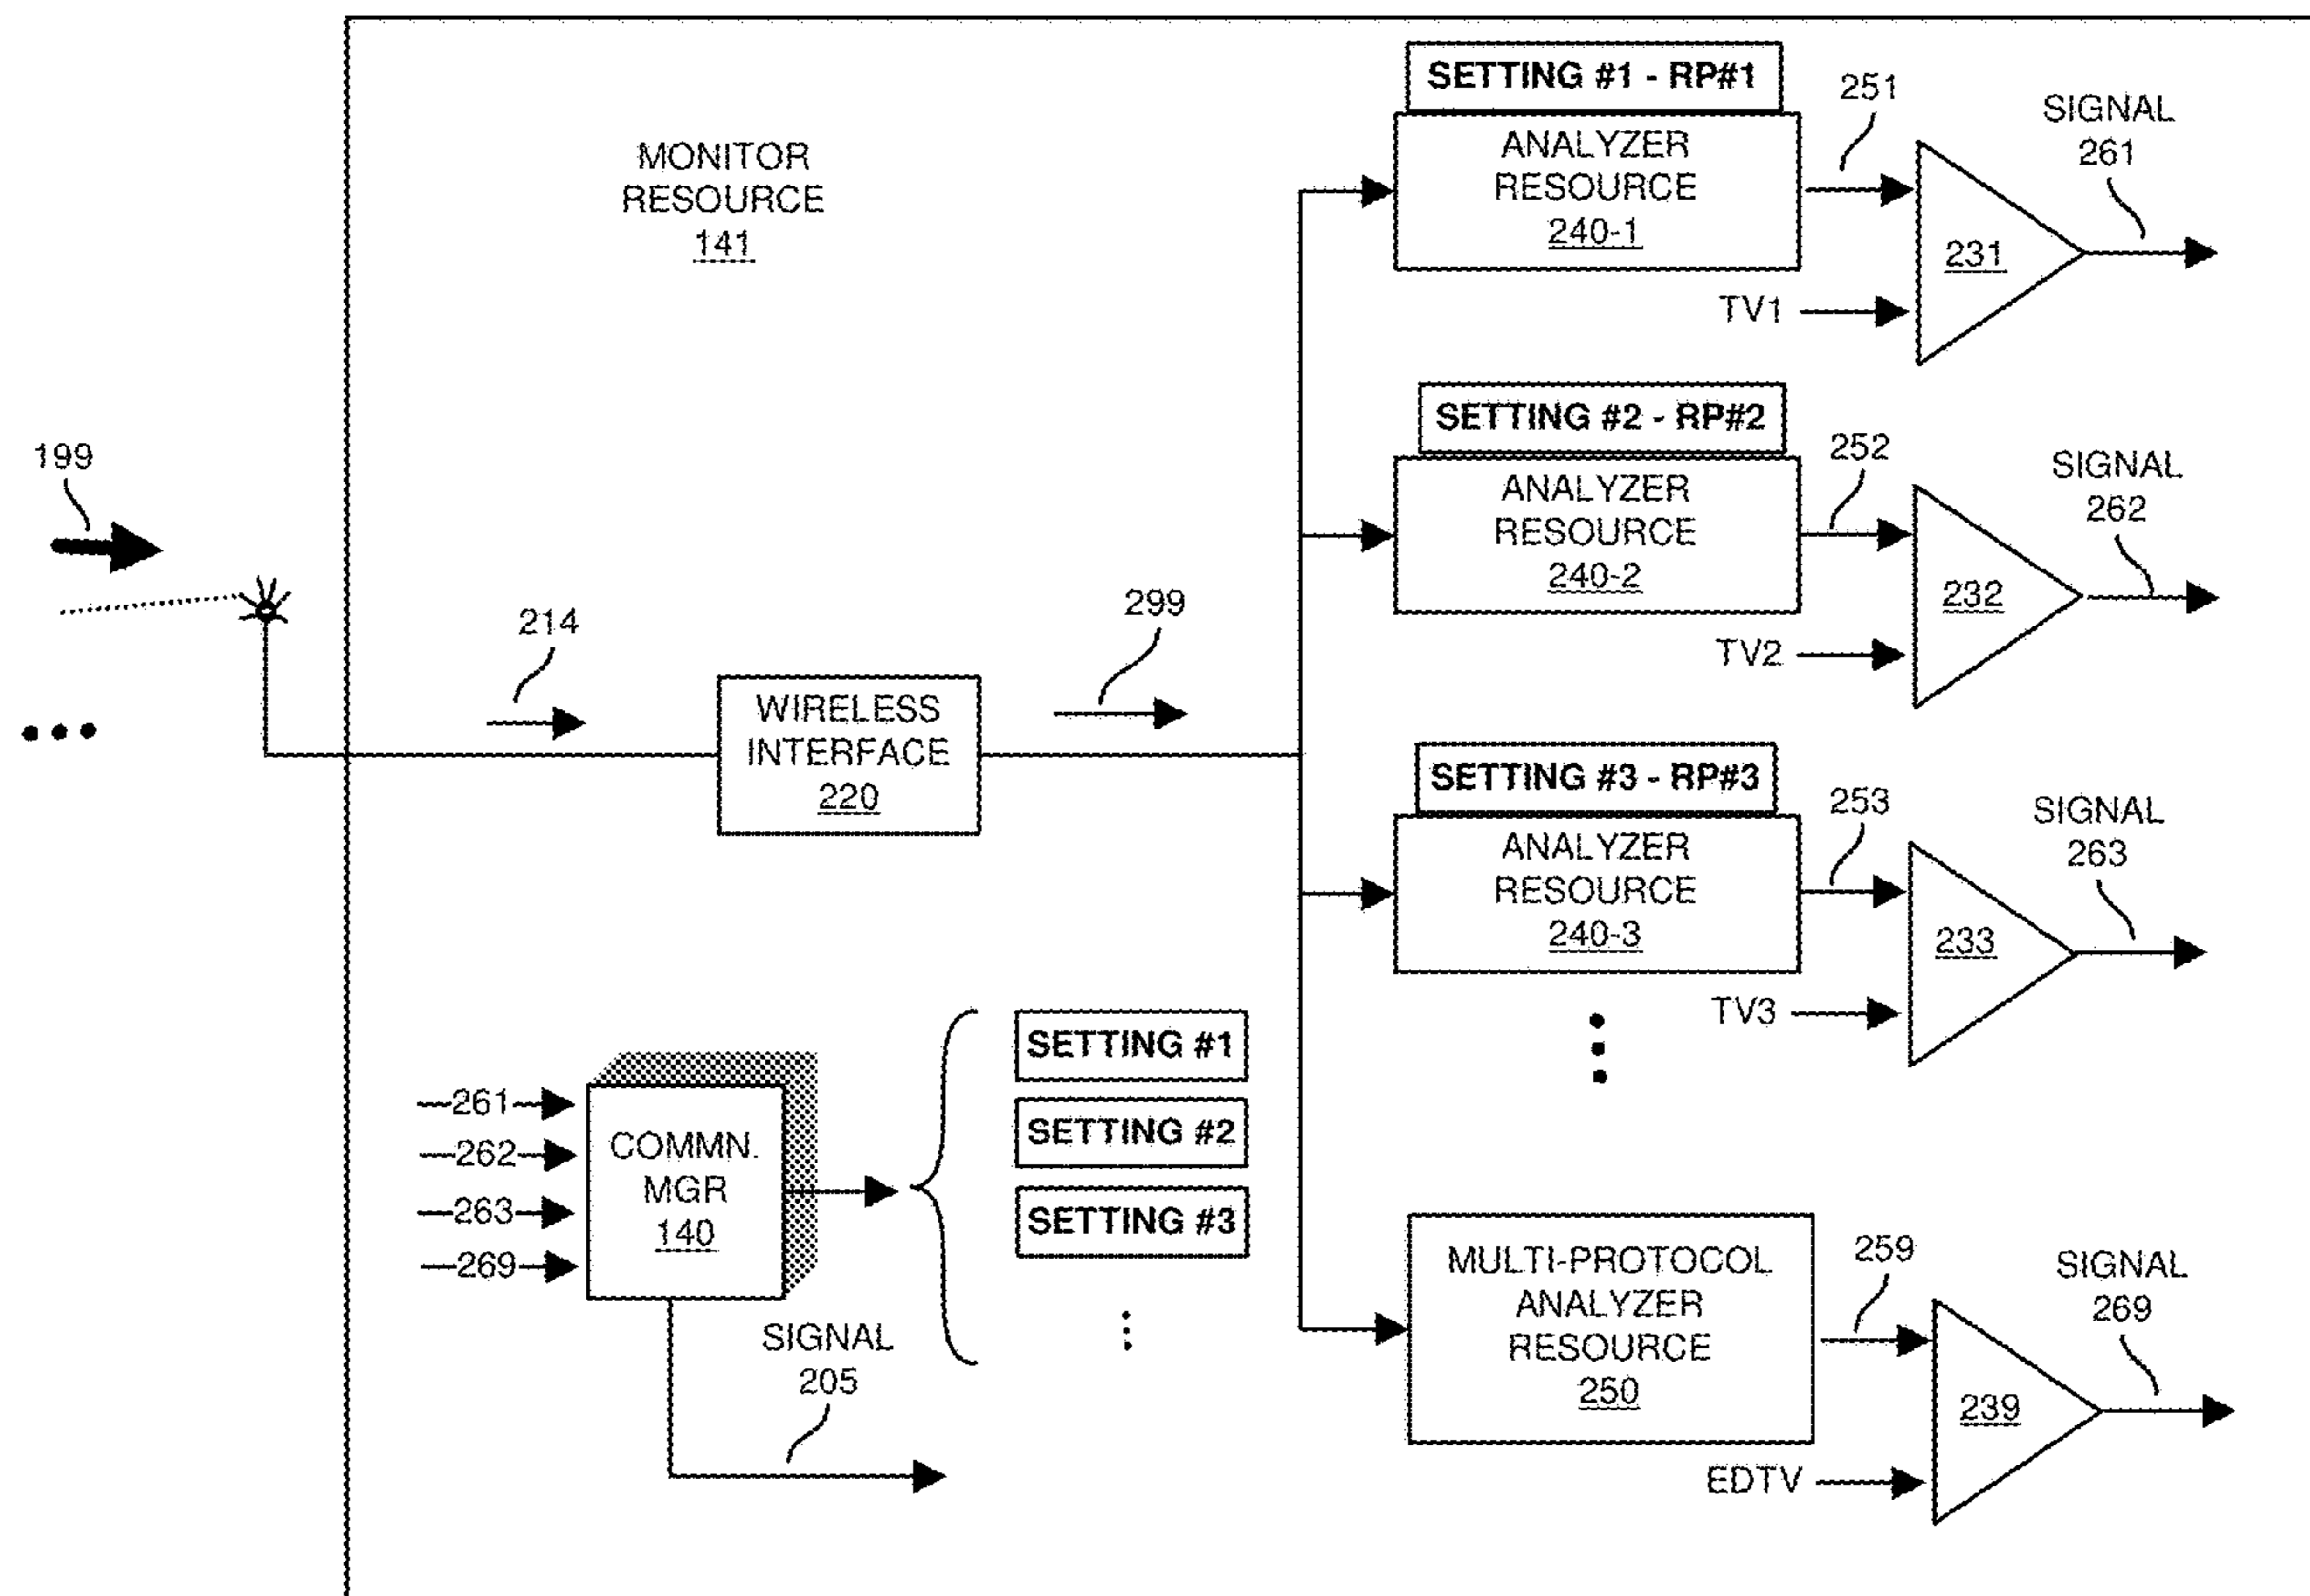 MONITOR
RESOURCE
141
199
214
WIRELESS
INTERFACE
220
299
SETTING #1 - RP#1
ANALYZER
RESOURCE
240-1
251
TV1
231
SIGNAL
261
SETTING #2 - RP#2
ANALYZER
RESOURCE
240-2
252
TV2
232
SIGNAL
262
SETTING #3 - RP#3
ANALYZER
RESOURCE
240-3
253
TV3
233
SIGNAL
263
261
262
263
269
COMMN.
MGR
140
SETTING #1
SETTING #2
SETTING #3
SIGNAL
205
MULTI-PROTOCOL
ANALYZER
RESOURCE
250
259
EDTV
239
SIGNAL
269